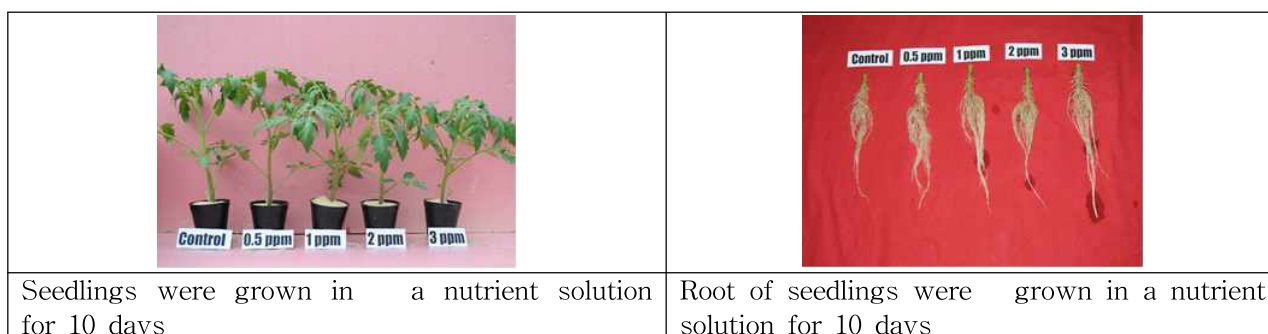 Control 0.5 ppm 1 ppm 2 ppm 3 ppm
Control 0.5 ppm 1 ppm 2 ppm 3 ppm
Seedlings were grown in a nutrient solution
for 10 days
Root of seedlings were grown in a nutrient
solution for 10 days